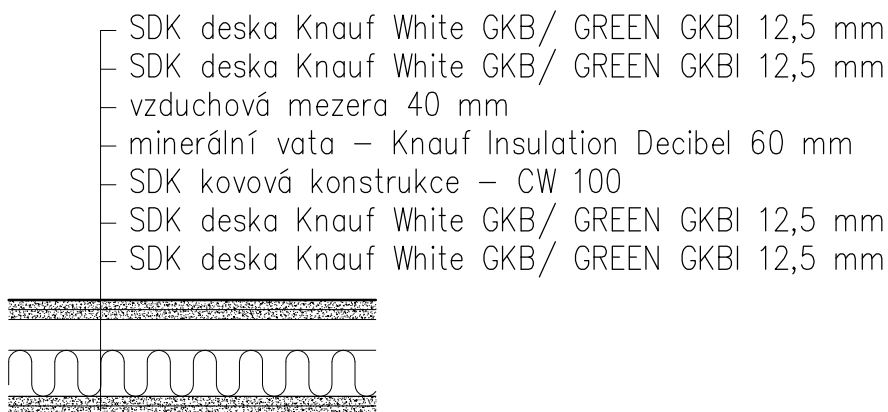 SDK deska Knauf White GKB/ GREEN GKBI 12,5 mm
SDK deska Knauf White GKB/ GREEN GKBI 12,5 mm
vzduchová mezera 40 mm
minerální vata – Knauf Insulation Decibel 60 mm
SDK kovová konstrukce – CW 100
SDK deska Knauf White GKB/ GREEN GKBI 12,5 mm
SDK deska Knauf White GKB/ GREEN GKBI 12,5 mm